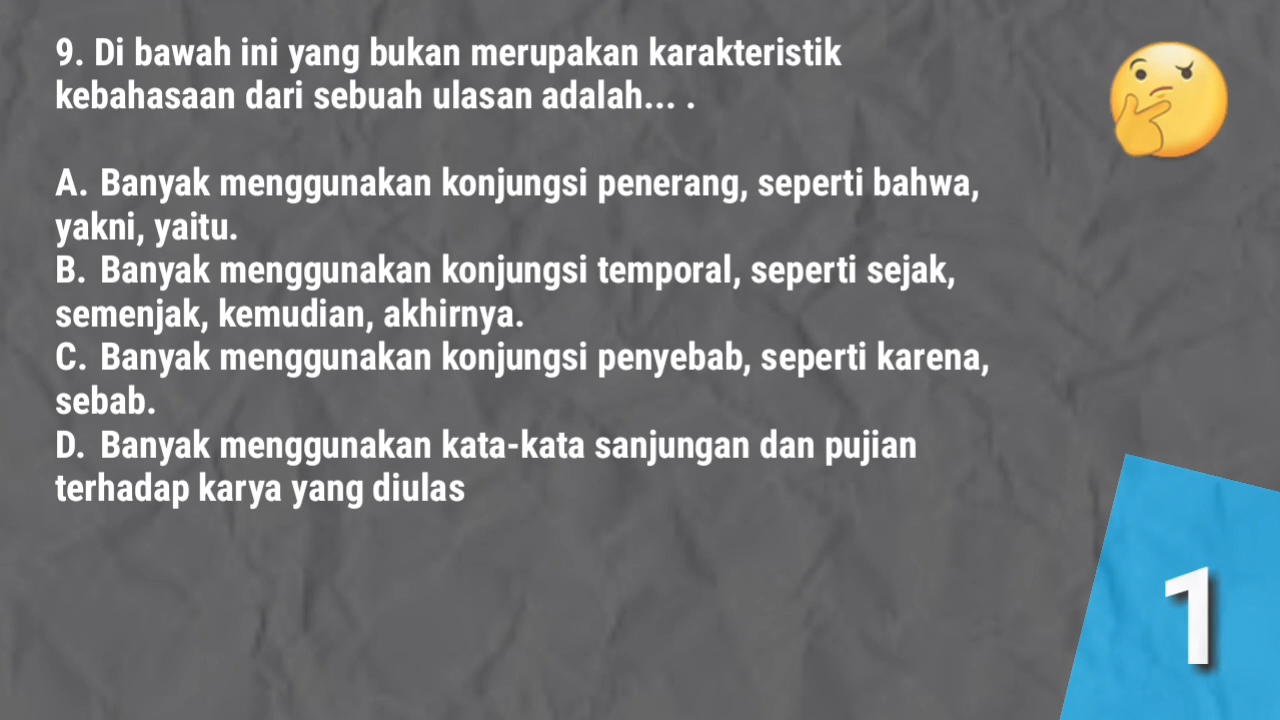 9. Di bawah ini yang bukan merupakan karakteristik
kebahasaan dari sebuah ulasan adalah... .
A. Banyak menggunakan konjungsi penerang, seperti bahwa,
yakni, yaitu.
B. Banyak menggunakan konjungsi temporal, seperti sejak,
semenjak, kemudian, akhirnya.
C. Banyak menggunakan konjungsi penyebab, seperti karena,
sebab.
D. Banyak menggunakan kata-kata sanjungan dan pujian
terhadap karya yang diulas
1